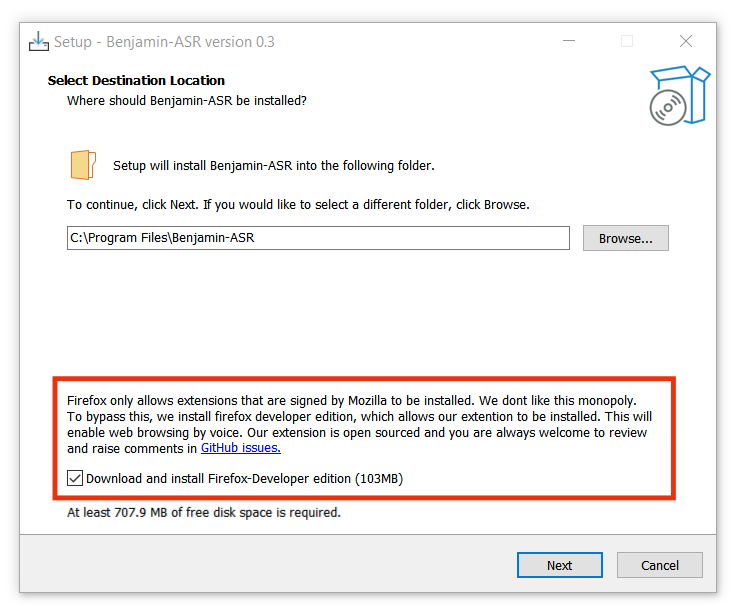 Setup - Benjamin-ASR version 0.3
Select Destination Location
Where should Benjamin-ASR be installed?
Setup will install Benjamin-ASR into the following folder.
To continue, click Next. If you would like to select a different folder, click Browse.
C:\Program Files\Benjamin-ASR
Browse...
Firefox only allows extensions that are signed by Mozilla to be installed. We dont like this monopoly.
To bypass this, we install firefox developer edition, which allows our extention to be installed. This will
enable web browsing by voice. Our extension is open sourced and you are always welcome to review
and raise comments in GitHub issues.
Download and install Firefox-Developer edition (103MB)
At least 707.9 MB of free disk space is required.
Next
Cancel